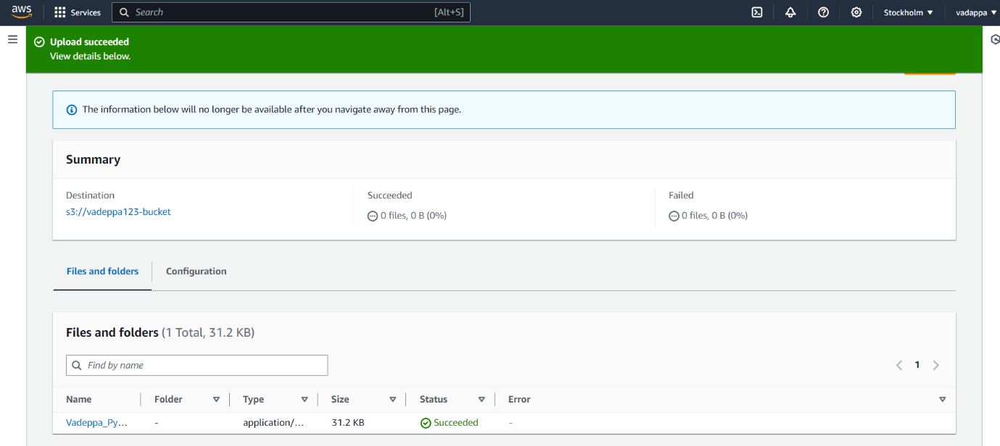 aws Services Search [Alt+S] Stockholm ▼ vadappa ▼
Upload succeeded
View details below.
The information below will no longer be available after you navigate away from this page.
Summary
Destination Succeeded Failed
s3://vadeppa123-bucket 0 files, 0 B (0%) 0 files, 0 B (0%)
Files and folders Configuration
Files and folders (1 Total, 31.2 KB)
Find by name 1
Name Folder Type Size Status Error
Vadeppa_Py... - application/... 31.2 KB Succeeded -